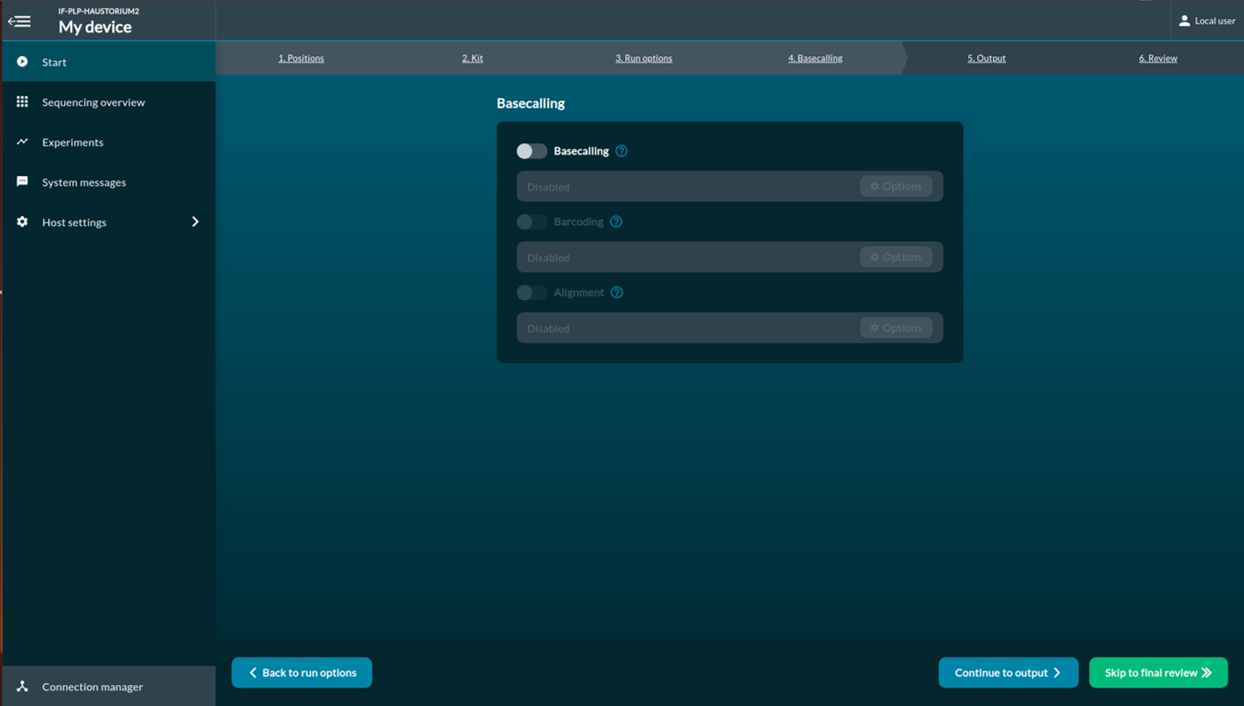 IF-PLP-HAUSTORIUM2
My device
Local user
Start
Sequencing overview
Experiments
System messages
Host settings
Connection manager
1. Positions
2. Kit
3. Run options
4. Basecalling
5. Output
6. Review
Basecalling
Basecalling ?
Disabled Options
Barcoding ?
Disabled Options
Alignment ?
Disabled Options
Back to run options
Continue to output
Skip to final review